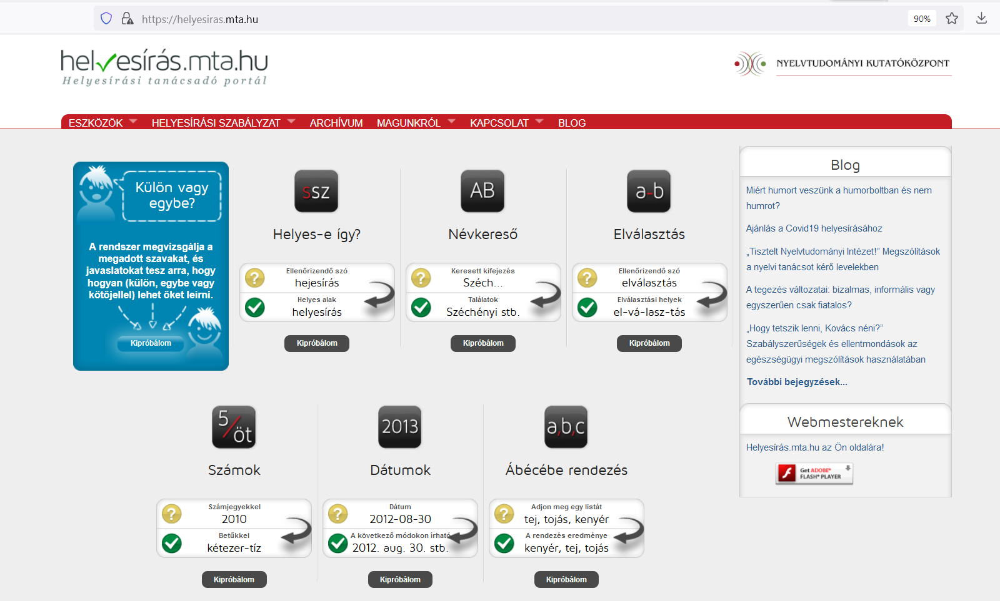 https://helyesiras.mta.hu
90%
helyesírás.mta.hu
Helyesírási tanácsadó portál
NYELVTUDOMÁNYI KUTATÓKÖZPONT
ESZKÖZÖK HELYESÍRÁSI SZABÁLYZAT ARCHÍVUM MAGUNKRÓL KAPCSOLAT BLOG
Külön vagy
egybe?
A rendszer megvizsgálja a
megadott szavakat, és
javaslatokat tesz arra, hogy
hogyan (külön, egybe vagy
kötőjellel) lehet őket leírni.
Kipróbálom
ssz
Helyes-e így?
Ellenőrizendő szó
hejesírás
Helyes alak
helyesírás
Kipróbálom
AB
Névkereső
Keresett kifejezés
Széch...
Találatok
Széchényi stb.
Kipróbálom
a-b
Elválasztás
Ellenőrizendő szó
elválasztás
Elválasztási helyek
el-vá-lasz-tás
Kipróbálom
5/öt
Számok
Számjegyekkel
2010
Betűkkel
kétezer-tíz
Kipróbálom
2013
Dátumok
Dátum
2012-08-30
A következő módokon írható
2012. aug. 30. stb.
Kipróbálom
a,b,c
Ábécébe rendezés
Adjon meg egy listát
tej, tojás, kenyér
A rendezés eredménye
kenyér, tej, tojás
Kipróbálom
Blog
Miért humort veszünk a humorboltban és nem
humrot?
Ajánlás a Covid19 helyesírásához
„Tisztelt Nyelvtudományi Intézet!” Megszólítások
a nyelvi tanácsot kérő levelekben
A tegezés változatai: bizalmas, informális vagy
egyszerűen csak fiatalos?
„Hogy tetszik lenni, Kovács néni?”
Szabályszerűségek és ellentmondások az
egészségügyi megszólítások használatában
További bejegyzések...
Webmestereknek
Helyesírás.mta.hu az Ön oldalára!
Get ADOBE®
FLASH® PLAYER